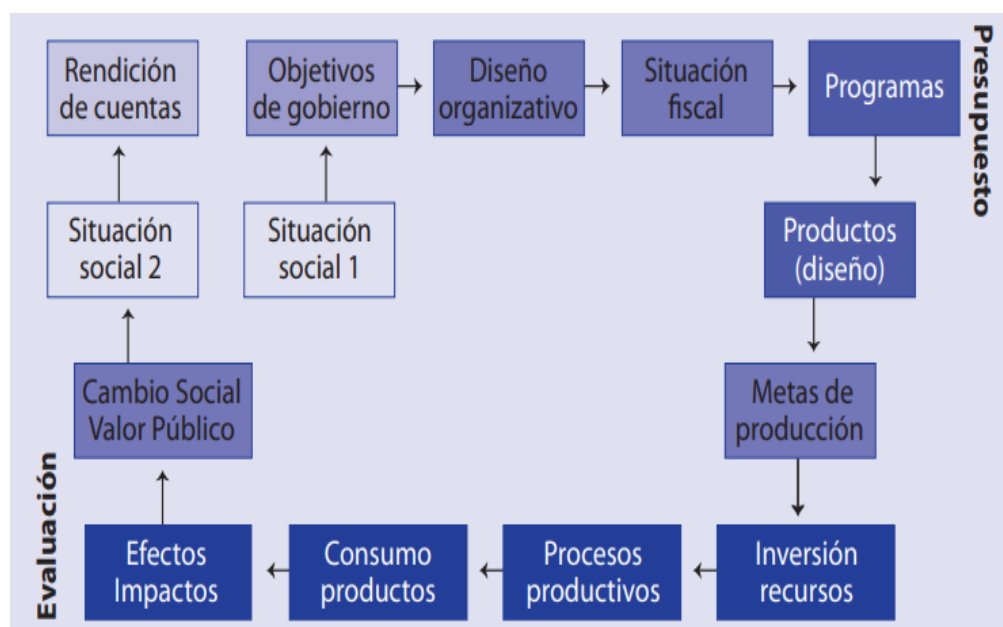 Rendición
de cuentas
Objetivos
de gobierno
Diseño
organizativo
Situación
fiscal
Programas
Presupuesto
Situación
social 2
Situación
social 1
Productos
(diseño)
Cambio Social
Valor Público
Metas de
producción
Evaluación
Efectos
Impactos
Consumo
productos
Procesos
productivos
Inversión
recursos